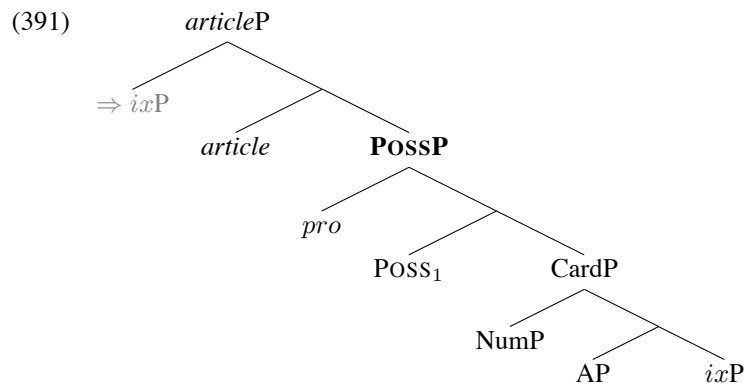 (391) articleP
⇒ ixP
article POSSP
pro
POSS₁ CardP
NumP
AP ixP